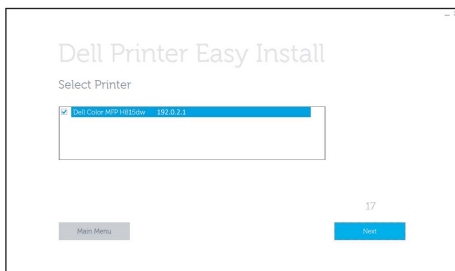 Dell Printer Easy Install
Select Printer
Dell Color MFP H815dw 192.0.2.1
17
Main Menu Next